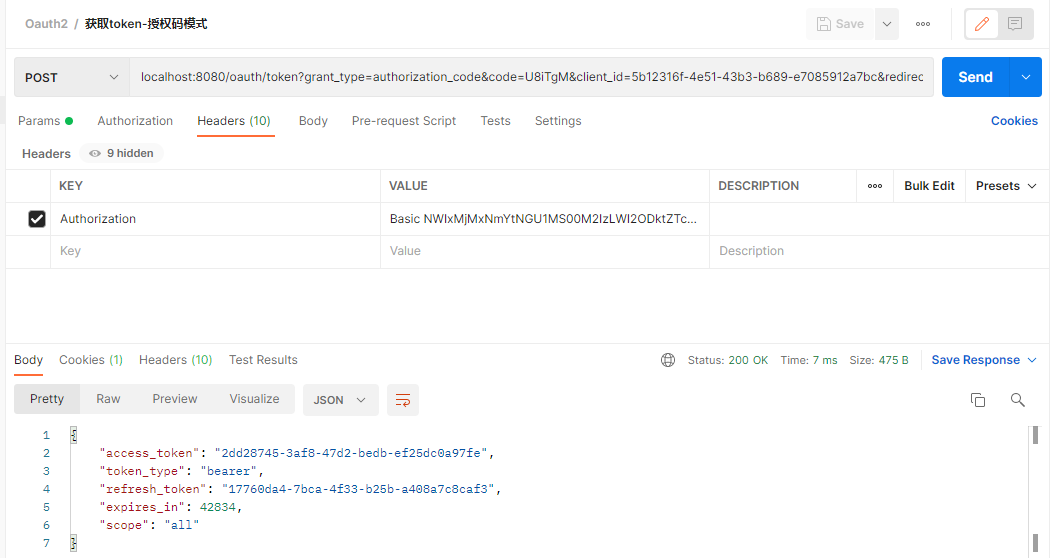 Oauth2 / 获取token-授权码模式
Save
POST
localhost:8080/oauth/token?grant_type=authorization_code&code=U8iTgM&client_id=5b12316f-4e51-43b3-b689-e7085912a7bc&redirec
Send
Params Authorization Headers (10) Body Pre-request Script Tests Settings Cookies
Headers 9 hidden
KEY VALUE DESCRIPTION Bulk Edit Presets
Authorization Basic NWIxMjMxNmYtNGU1MS00M2IzLWI2ODktZTc...
Key Value Description
Body Cookies (1) Headers (10) Test Results Status: 200 OK Time: 7 ms Size: 475 B Save Response
Pretty Raw Preview Visualize JSON
1 {
2 "access_token": "2dd28745-3af8-47d2-bedb-ef25dc0a97fe",
3 "token_type": "bearer",
4 "refresh_token": "17760da4-7bca-4f33-b25b-a408a7c8caf3",
5 "expires_in": 42834,
6 "scope": "all"
7 }